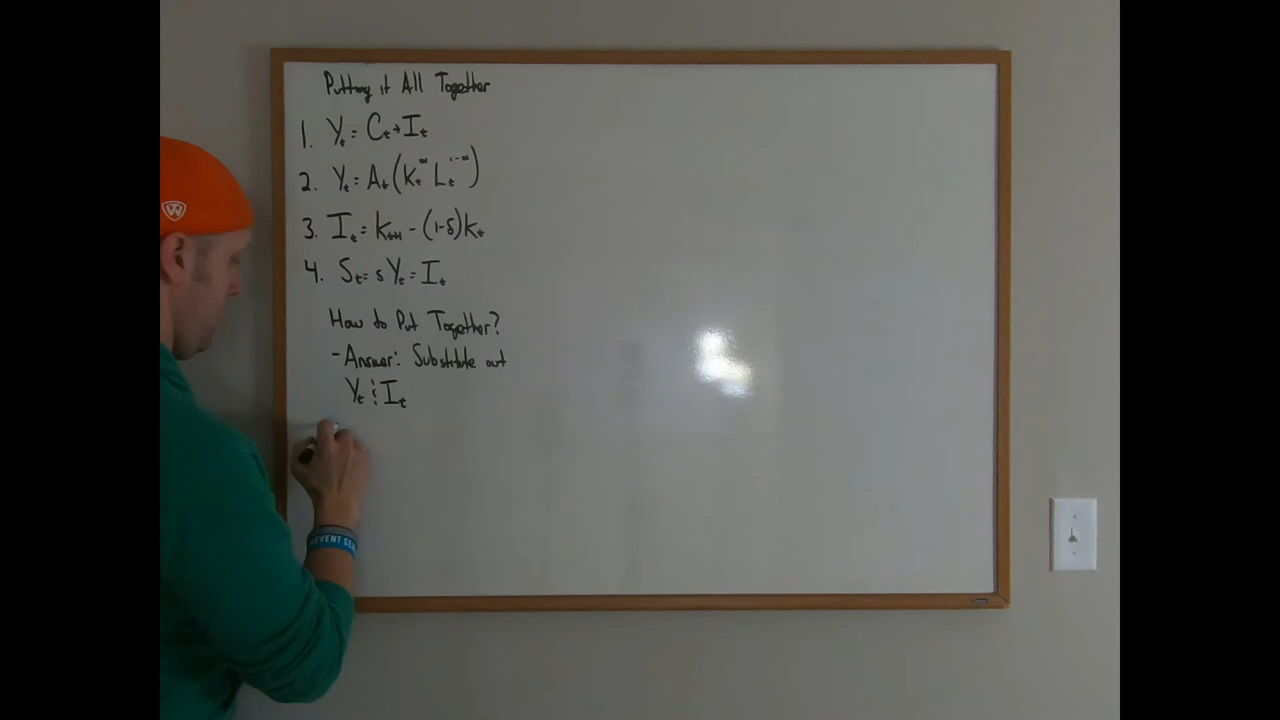 Putting it All Together
1. Yₜ = Cₜ + Iₜ
2. Yₜ = Aₜ(Kₜ^α Lₜ^1-α)
3. Iₜ = Kₜ₊₁ - (1-δ)Kₜ
4. Sₜ = sYₜ = Iₜ
How to Put Together?
- Answer: Substitute out
Yₜ & Iₜ
W